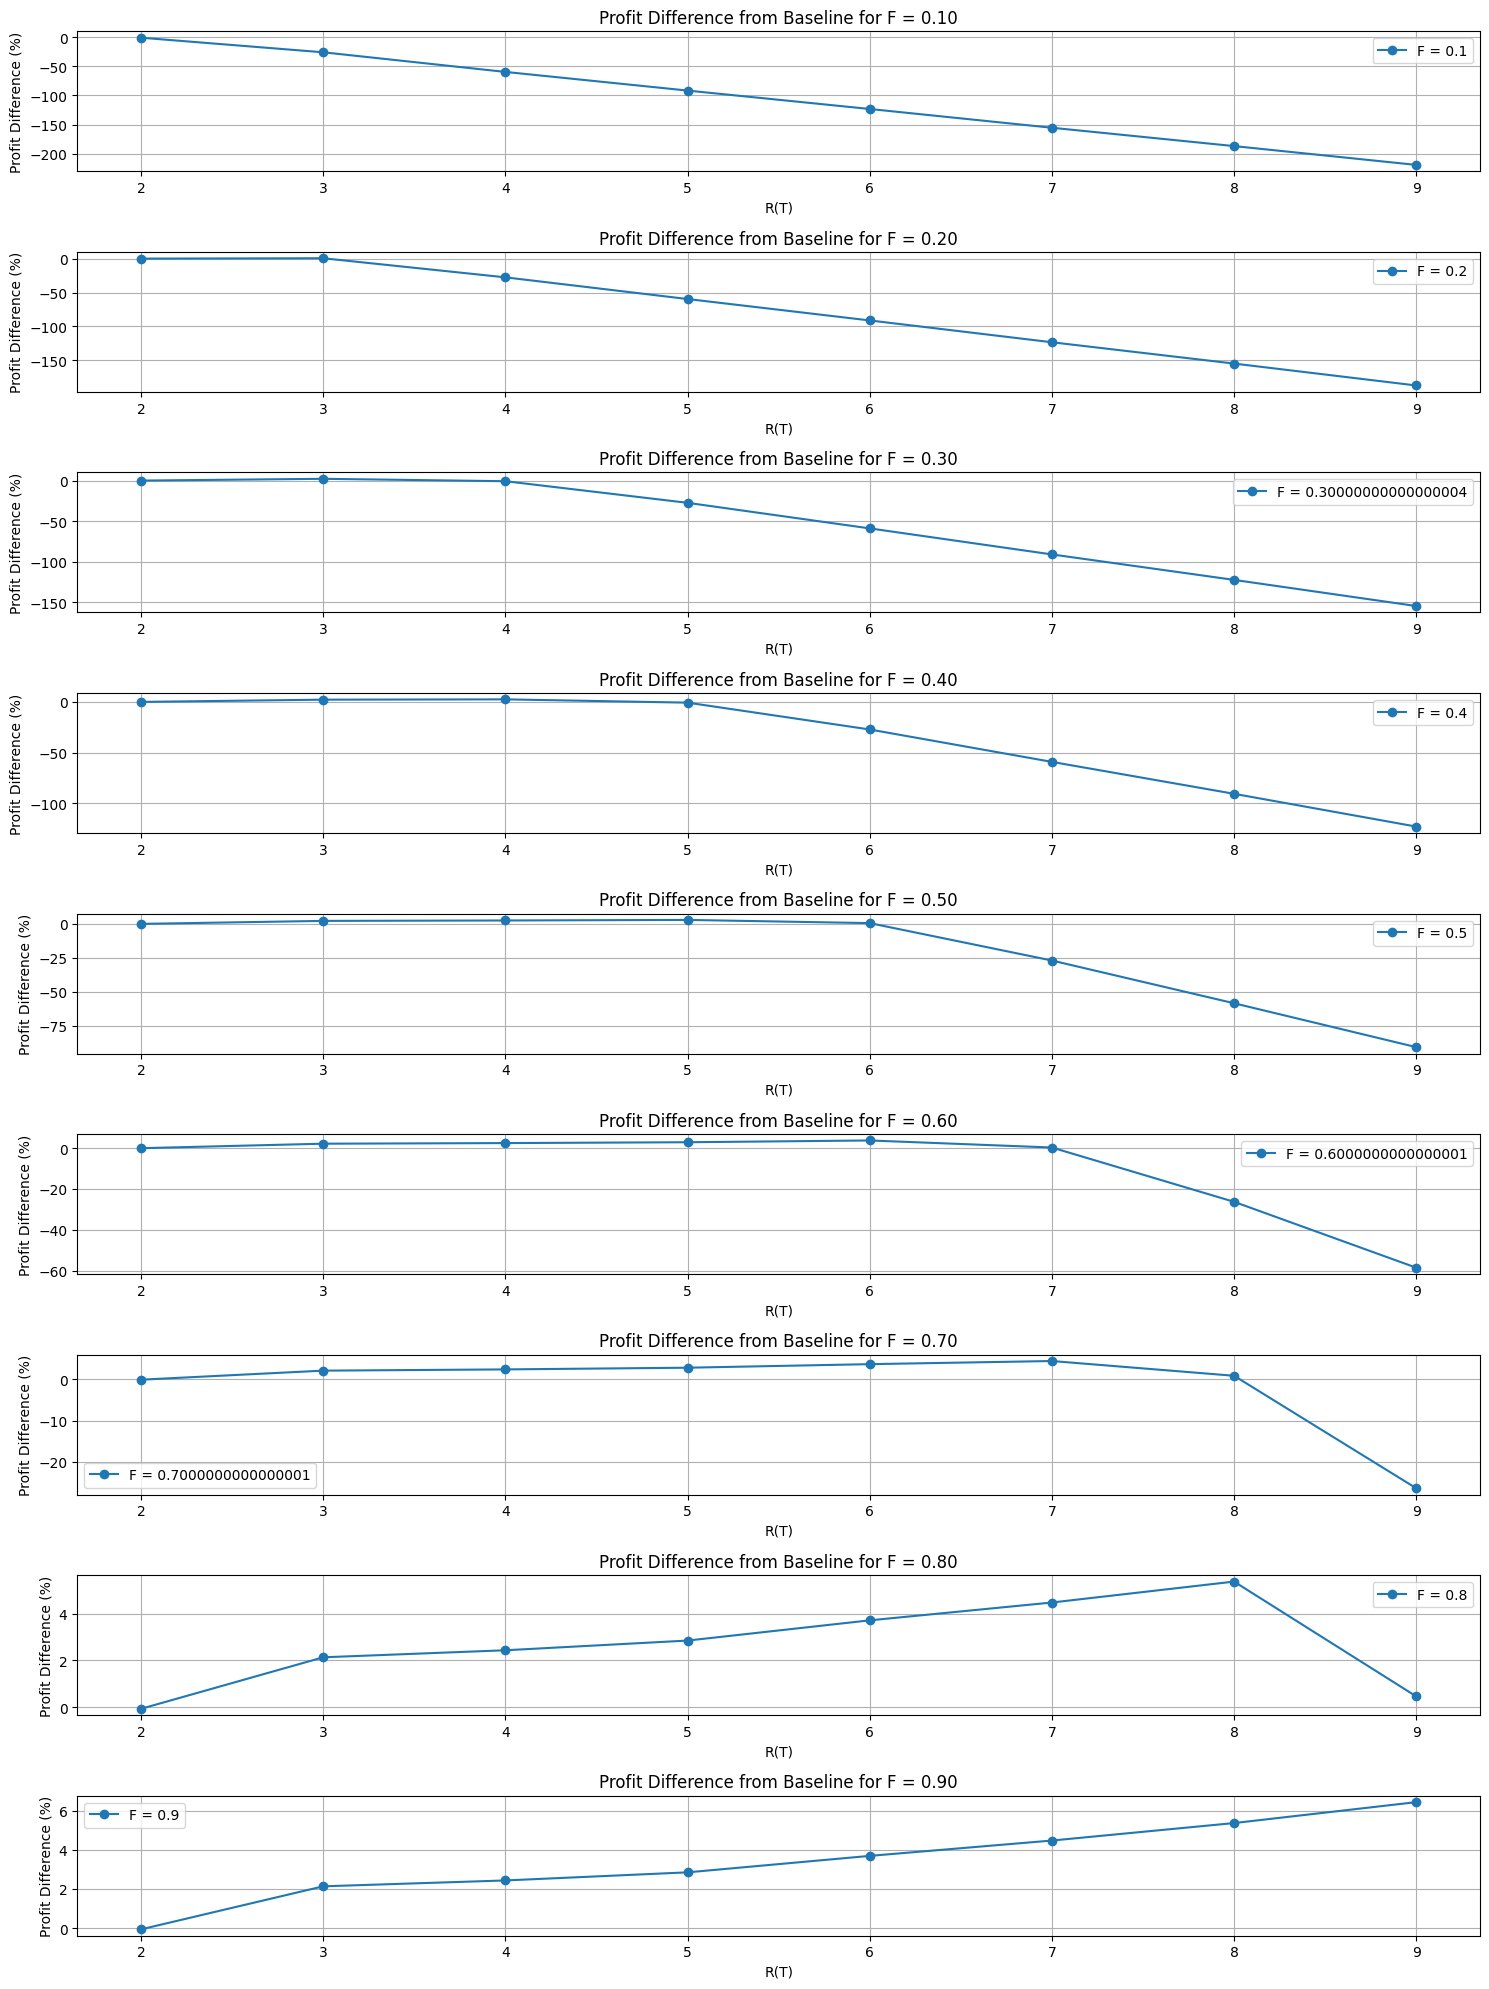 Profit Difference from Baseline for F = 0.10
Profit Difference (%)
0
−50
−100
−150
−200
F = 0.1
2 3 4 5 6 7 8 9
R(T)
Profit Difference from Baseline for F = 0.20
Profit Difference (%)
0
−50
−100
−150
F = 0.2
2 3 4 5 6 7 8 9
R(T)
Profit Difference from Baseline for F = 0.30
Profit Difference (%)
0
−50
−100
−150
F = 0.30000000000000004
2 3 4 5 6 7 8 9
R(T)
Profit Difference from Baseline for F = 0.40
Profit Difference (%)
0
−50
−100
F = 0.4
2 3 4 5 6 7 8 9
R(T)
Profit Difference from Baseline for F = 0.50
Profit Difference (%)
0
−25
−50
−75
F = 0.5
2 3 4 5 6 7 8 9
R(T)
Profit Difference from Baseline for F = 0.60
Profit Difference (%)
0
−20
−40
−60
F = 0.6000000000000001
2 3 4 5 6 7 8 9
R(T)
Profit Difference from Baseline for F = 0.70
Profit Difference (%)
0
−10
−20
F = 0.7000000000000001
2 3 4 5 6 7 8 9
R(T)
Profit Difference from Baseline for F = 0.80
Profit Difference (%)
4
2
0
F = 0.8
2 3 4 5 6 7 8 9
R(T)
Profit Difference from Baseline for F = 0.90
Profit Difference (%)
6
4
2
0
F = 0.9
2 3 4 5 6 7 8 9
R(T)